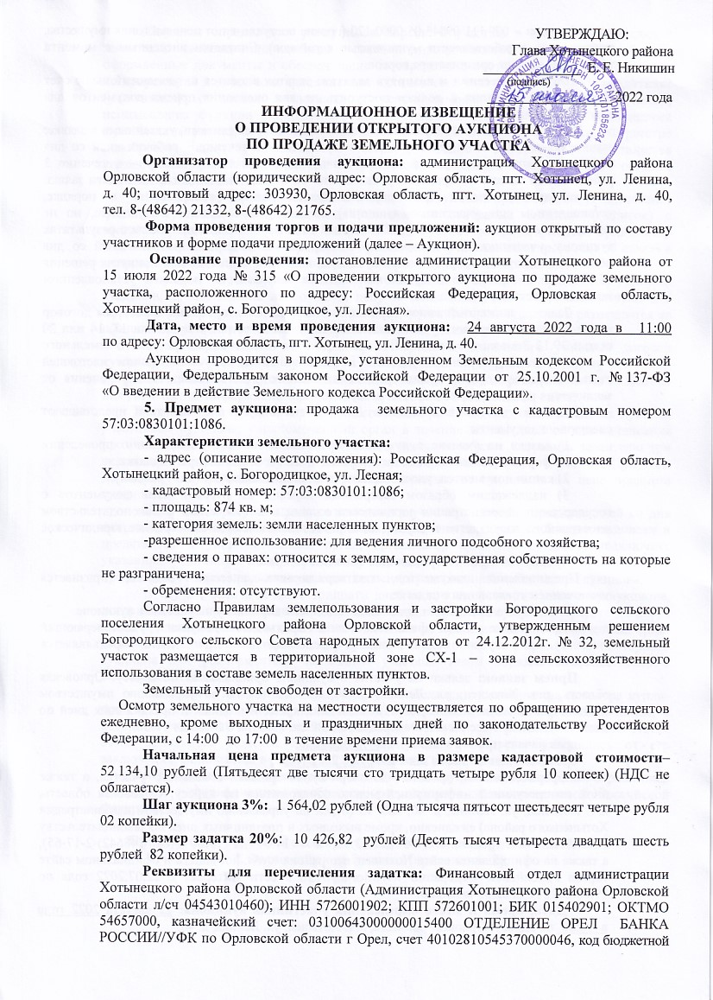 УТВЕРЖДАЮ:
Глава Хотынецкого района
Б. Е. Никишин
(подпись)
15 июля 2022 года
ИНФОРМАЦИОННОЕ ИЗВЕЩЕНИЕ
О ПРОВЕДЕНИИ ОТКРЫТОГО АУКЦИОНА
ПО ПРОДАЖЕ ЗЕМЕЛЬНОГО УЧАСТКА
Организатор проведения аукциона: администрация Хотынецкого района
Орловской области (юридический адрес: Орловская область, пгт. Хотынец, ул. Ленина,
д. 40; почтовый адрес: 303930, Орловская область, пгт. Хотынец, ул. Ленина, д. 40,
тел. 8-(48642) 21332, 8-(48642) 21765.
Форма проведения торгов и подачи предложений: аукцион открытый по составу
участников и форме подачи предложений (далее – Аукцион).
Основание проведения: постановление администрации Хотынецкого района от
15 июля 2022 года № 315 «О проведении открытого аукциона по продаже земельного
участка, расположенного по адресу: Российская Федерация, Орловская область,
Хотынецкий район, с. Богородицкое, ул. Лесная».
Дата, место и время проведения аукциона: 24 августа 2022 года в 11:00
по адресу: Орловская область, пгт. Хотынец, ул. Ленина, д. 40.
Аукцион проводится в порядке, установленном Земельным кодексом Российской
Федерации, Федеральным законом Российской Федерации от 25.10.2001 г. № 137-ФЗ
«О введении в действие Земельного кодекса Российской Федерации».
5. Предмет аукциона: продажа земельного участка с кадастровым номером
57:03:0830101:1086.
Характеристики земельного участка:
- адрес (описание местоположения): Российская Федерация, Орловская область,
Хотынецкий район, с. Богородицкое, ул. Лесная;
- кадастровый номер: 57:03:0830101:1086;
- площадь: 874 кв. м;
- категория земель: земли населенных пунктов;
-разрешенное использование: для ведения личного подсобного хозяйства;
- сведения о правах: относится к землям, государственная собственность на которые
не разграничена;
- обременения: отсутствуют.
Согласно Правилам землепользования и застройки Богородицкого сельского
поселения Хотынецкого района Орловской области, утвержденным решением
Богородицкого сельского Совета народных депутатов от 24.12.2012г. № 32, земельный
участок размещается в территориальной зоне СХ-1 – зона сельскохозяйственного
использования в составе земель населенных пунктов.
Земельный участок свободен от застройки.
Осмотр земельного участка на местности осуществляется по обращению претендентов
ежедневно, кроме выходных и праздничных дней по законодательству Российской
Федерации, с 14:00 до 17:00 в течение времени приема заявок.
Начальная цена предмета аукциона в размере кадастровой стоимости–
52 134,10 рублей (Пятьдесят две тысячи сто тридцать четыре рубля 10 копеек) (НДС не
облагается).
Шаг аукциона 3%: 1 564,02 рублей (Одна тысяча пятьсот шестьдесят четыре рубля
02 копейки).
Размер задатка 20%: 10 426,82 рублей (Десять тысяч четыреста двадцать шесть
рублей 82 копейки).
Реквизиты для перечисления задатка: Финансовый отдел администрации
Хотынецкого района Орловской области (Администрация Хотынецкого района Орловской
области л/сч 04543010460); ИНН 5726001902; КПП 572601001; БИК 015402901; ОКТМО
54657000, казначейский счет: 03100643000000015400 ОТДЕЛЕНИЕ ОРЕЛ БАНКА
РОССИИ//УФК по Орловской области г Орел, счет 40102810545370000046, код бюджетной